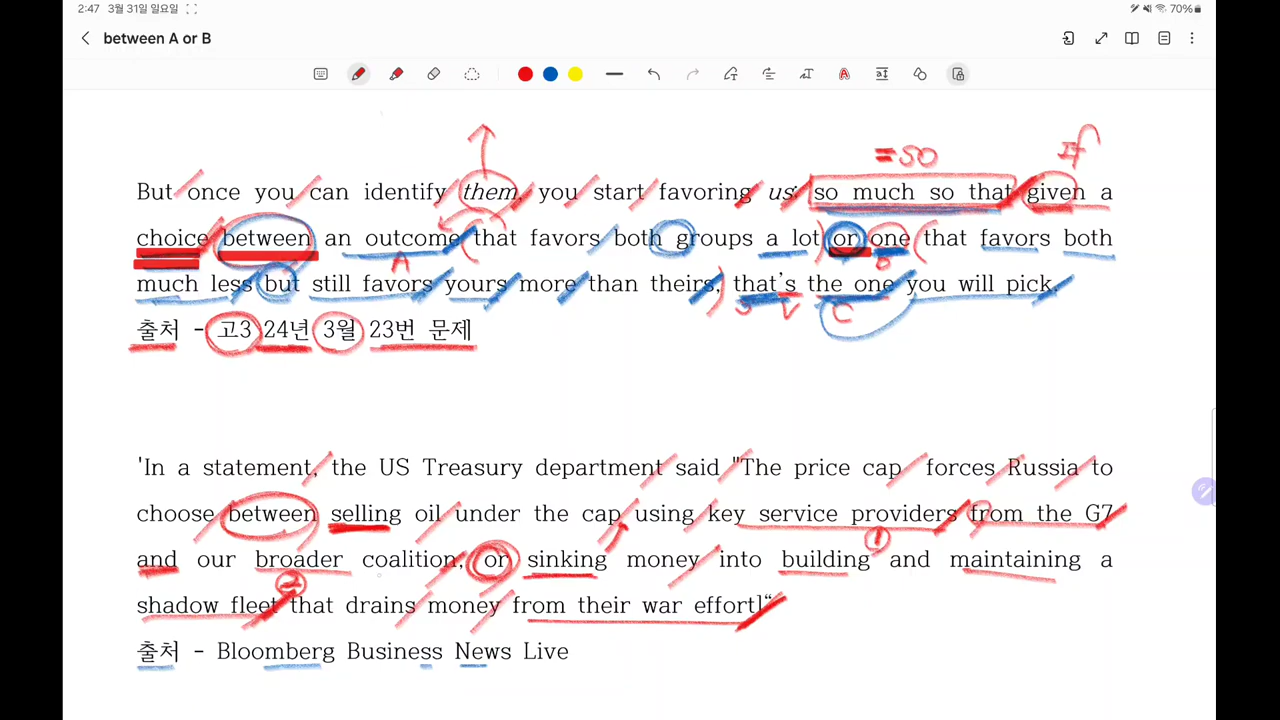 2:47 3월 31일 일요일 70%
between A or B
=so If
But once you can identify them, you start favoring us: so much so that given a
choice between an outcome that favors both groups a lot or one that favors both
A B
much less but still favors yours more than theirs, that's the one you will pick.
S V C
출처 - 고3 24년 3월 23번 문제
'In a statement, the US Treasury department said "The price cap forces Russia to
choose between selling oil under the cap using key service providers from the G7
①
and our broader coalition, or sinking money into building and maintaining a
②
shadow fleet that drains money from their war effort]"
출처 - Bloomberg Business News Live